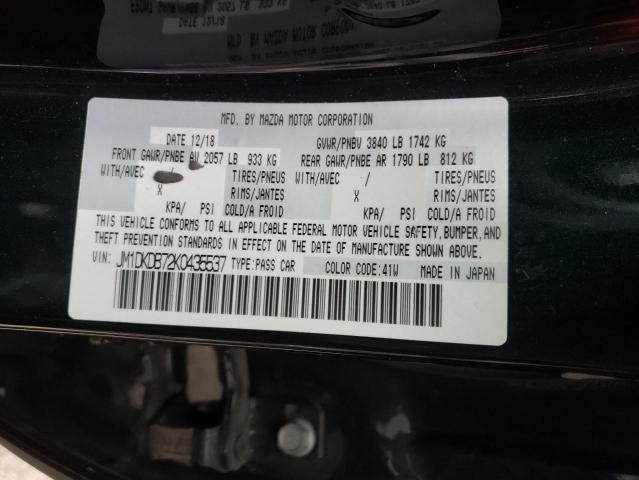 MFD. BY MAZDA MOTOR CORPORATION
DATE 12/18 GVWR/PNBV 3840 LB 1742 KG
FRONT GAWR/PNBE AV 2057 LB 933 KG REAR GAWR/PNBE AR 1790 LB 812 KG
WITH/AVEC TIRES/PNEUS WITH/AVEC / TIRES/PNEUS
X RIMS/JANTES X RIMS/JANTES
KPA/ PSI COLD/A FROID KPA/ PSI COLD/A FROID
THIS VEHICLE CONFORMS TO ALL APPLICABLE FEDERAL MOTOR VEHICLE SAFETY, BUMPER, AND
THEFT PREVENTION STANDARDS IN EFFECT ON THE DATE OF MANUFACTURE SHOWN ABOVE.
VIN: JM1DKDB72K0435537 TYPE:PASS CAR COLOR CODE:41W MADE IN JAPAN